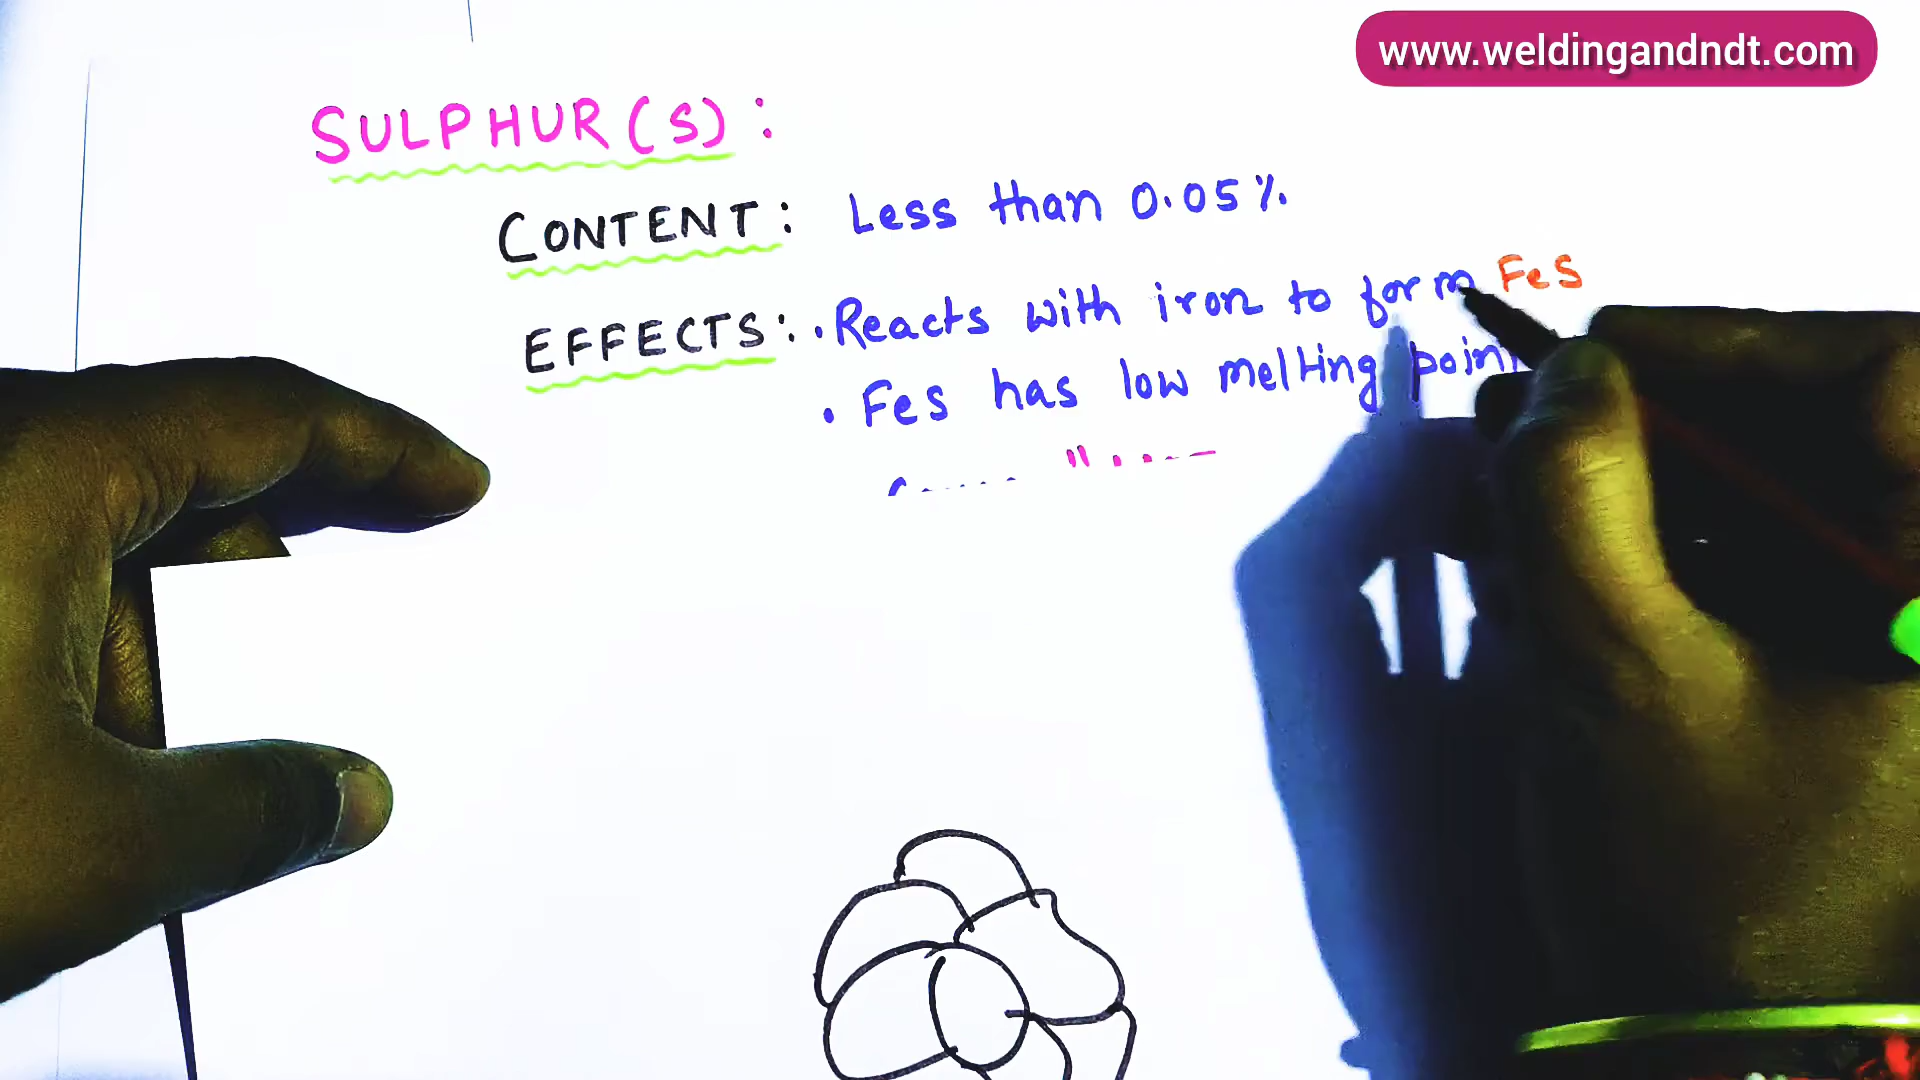 www.weldingandndt.com
SULPHUR (S) :
CONTENT : Less than 0.05%
EFFECTS : • Reacts with iron to form FeS
• FeS has low melting